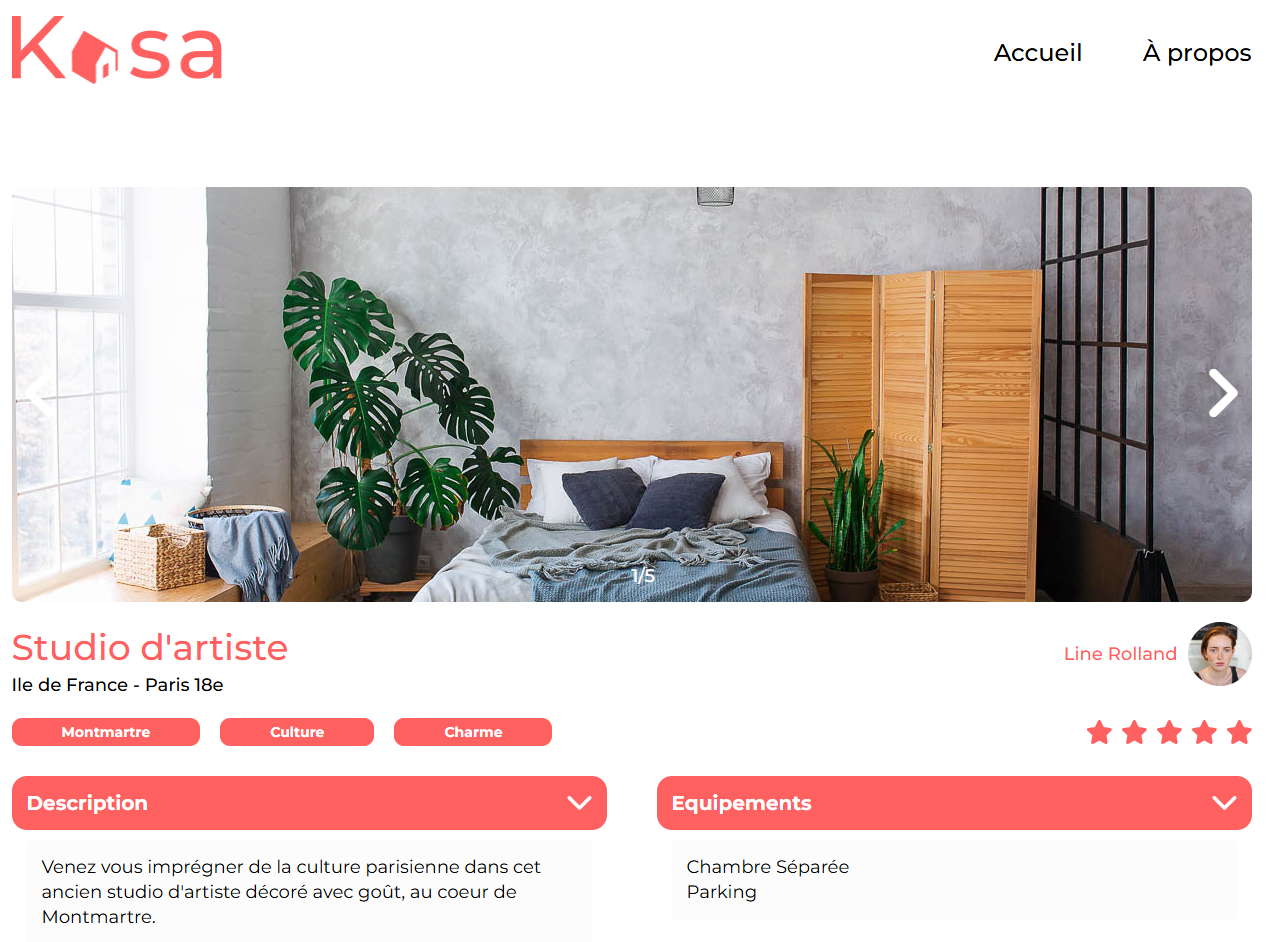 Kasa
Accueil
À propos
1/5
Studio d'artiste
Line Rolland
Ile de France - Paris 18e
Montmartre
Culture
Charme
Description
Equipements
Venez vous imprégner de la culture parisienne dans cet
ancien studio d'artiste décoré avec goût, au coeur de
Montmartre.
Chambre Séparée
Parking